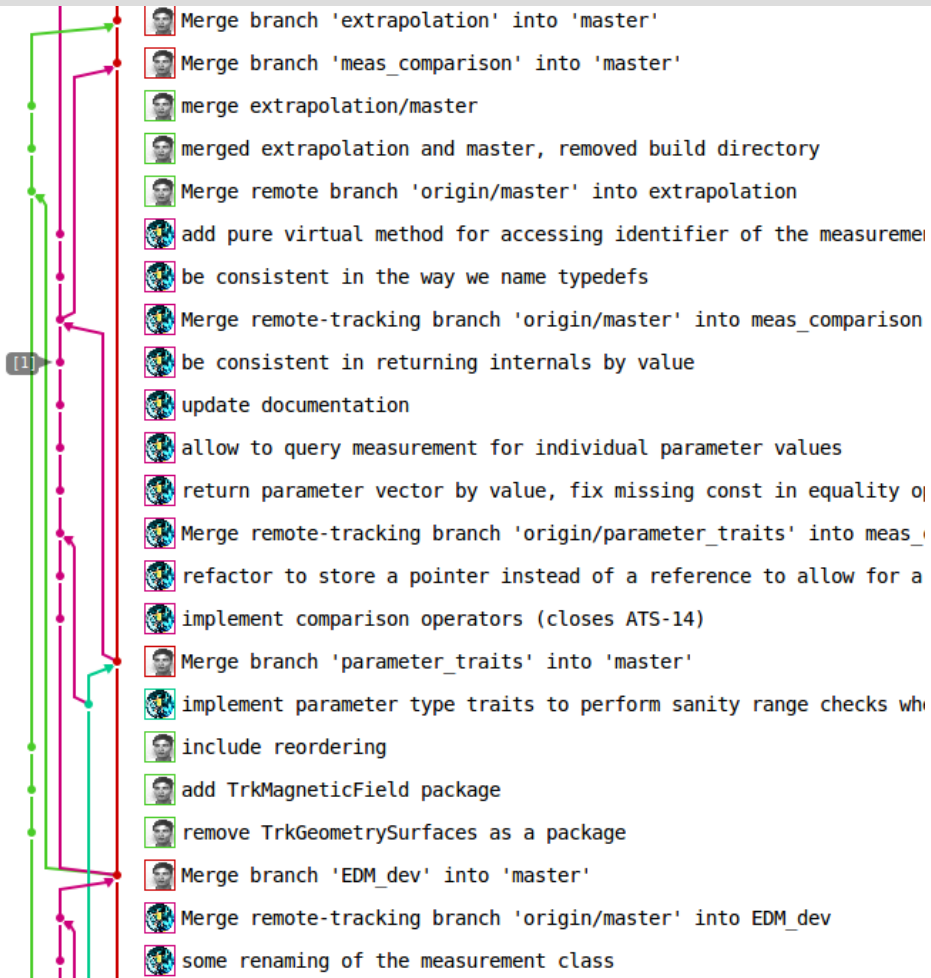 Merge branch 'extrapolation' into 'master'
Merge branch 'meas_comparison' into 'master'
merge extrapolation/master
merged extrapolation and master, removed build directory
Merge remote branch 'origin/master' into extrapolation
add pure virtual method for accessing identifier of the measuremen
be consistent in the way we name typedefs
Merge remote-tracking branch 'origin/master' into meas_comparison
[1] be consistent in returning internals by value
update documentation
allow to query measurement for individual parameter values
return parameter vector by value, fix missing const in equality op
Merge remote-tracking branch 'origin/parameter_traits' into meas_
refactor to store a pointer instead of a reference to allow for a
implement comparison operators (closes ATS-14)
Merge branch 'parameter_traits' into 'master'
implement parameter type traits to perform sanity range checks whe
include reordering
add TrkMagneticField package
remove TrkGeometrySurfaces as a package
Merge branch 'EDM_dev' into 'master'
Merge remote-tracking branch 'origin/master' into EDM_dev
some renaming of the measurement class